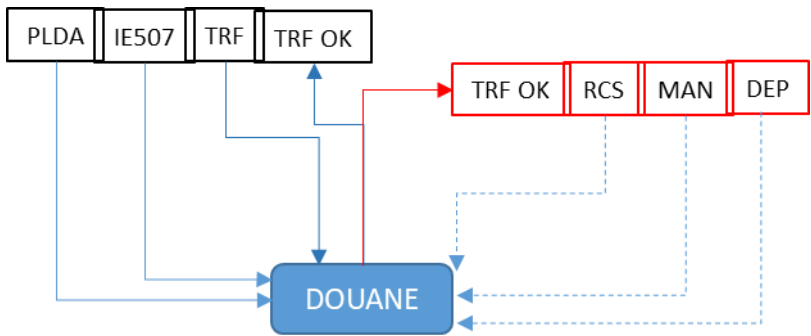 PLDA IE507 TRF TRF OK
TRF OK RCS MAN DEP
DOUANE